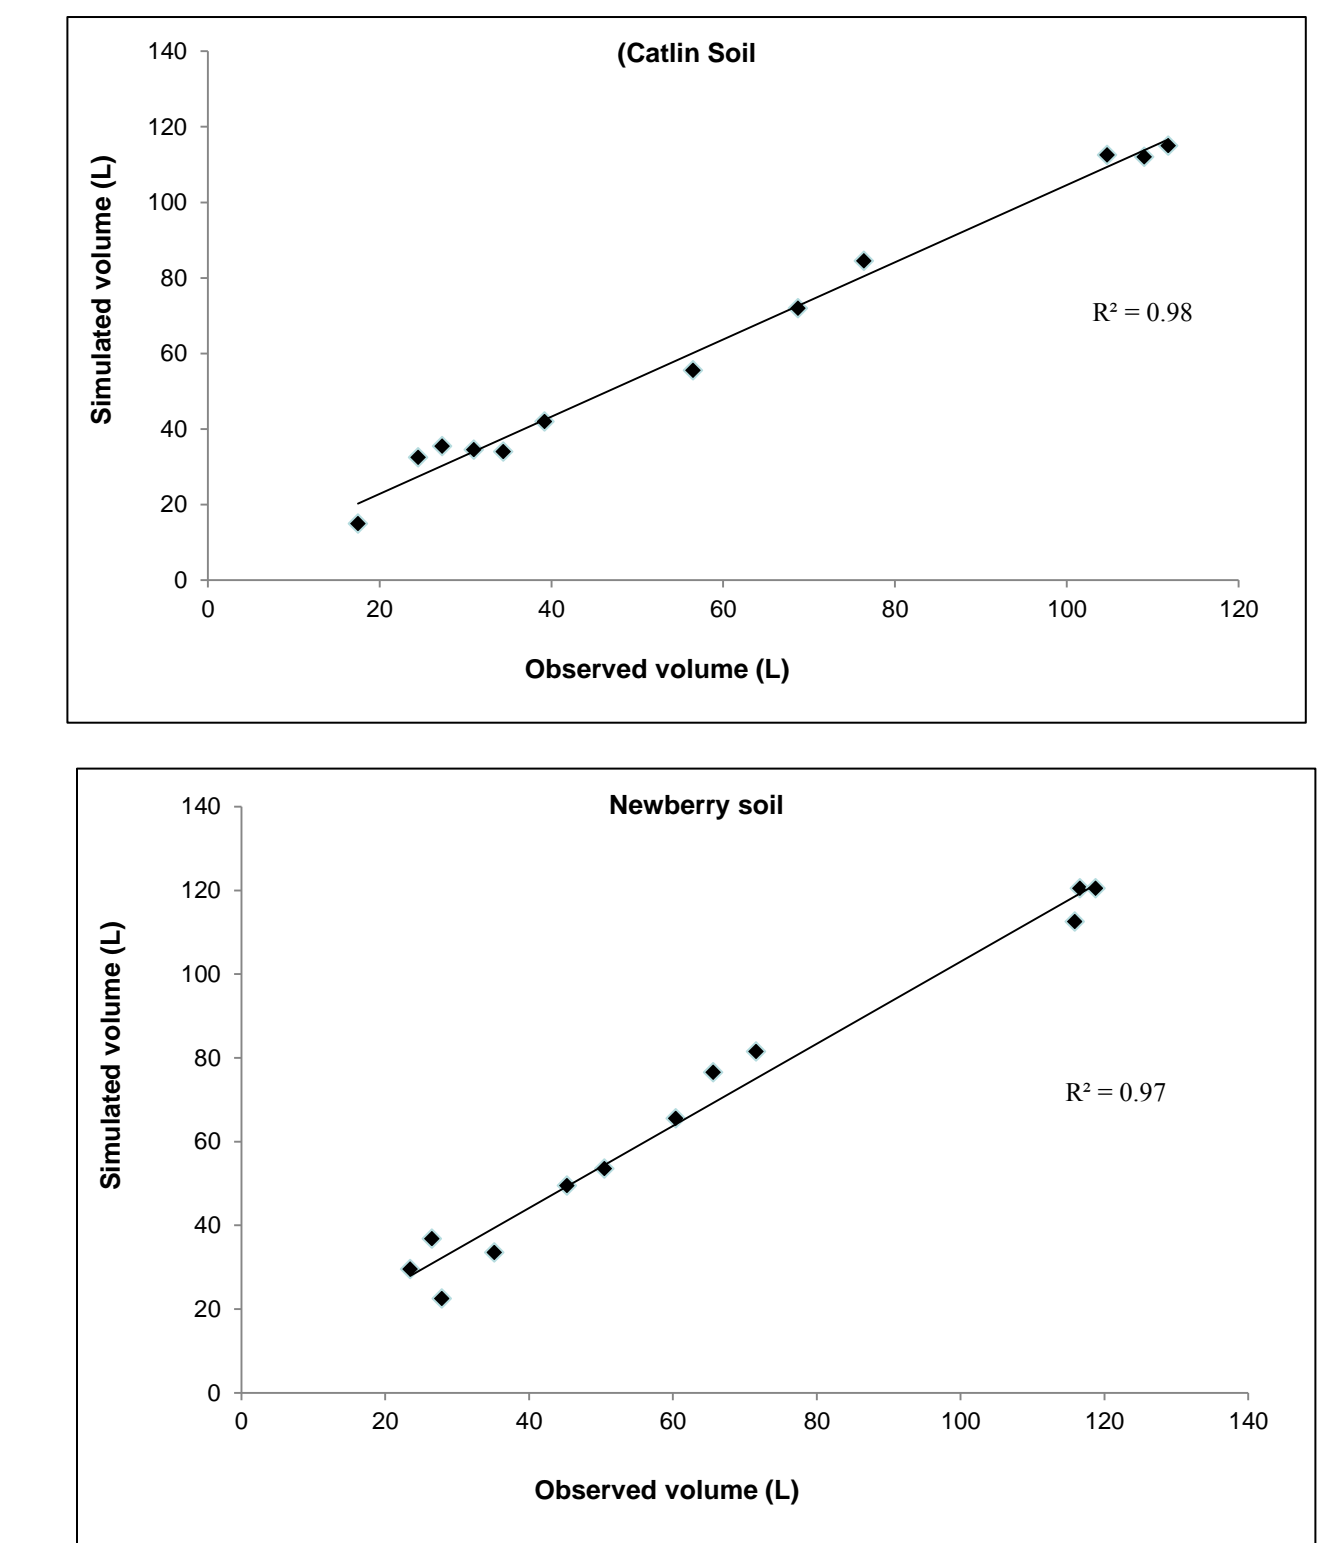 (Catlin Soil
140
120
100
80
60
40
20
0
Simulated volume (L)
R² = 0.98
0 20 40 60 80 100 120
Observed volume (L)
Newberry soil
140
120
100
80
60
40
20
0
Simulated volume (L)
R² = 0.97
0 20 40 60 80 100 120 140
Observed volume (L)